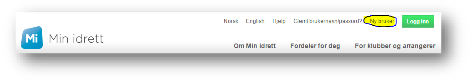 Norsk English Hjelp Glemt brukernavn/passord? Ny bruker Logg inn
Mi Min idrett
Om Min idrett Fordeler for deg For klubber og arrangører